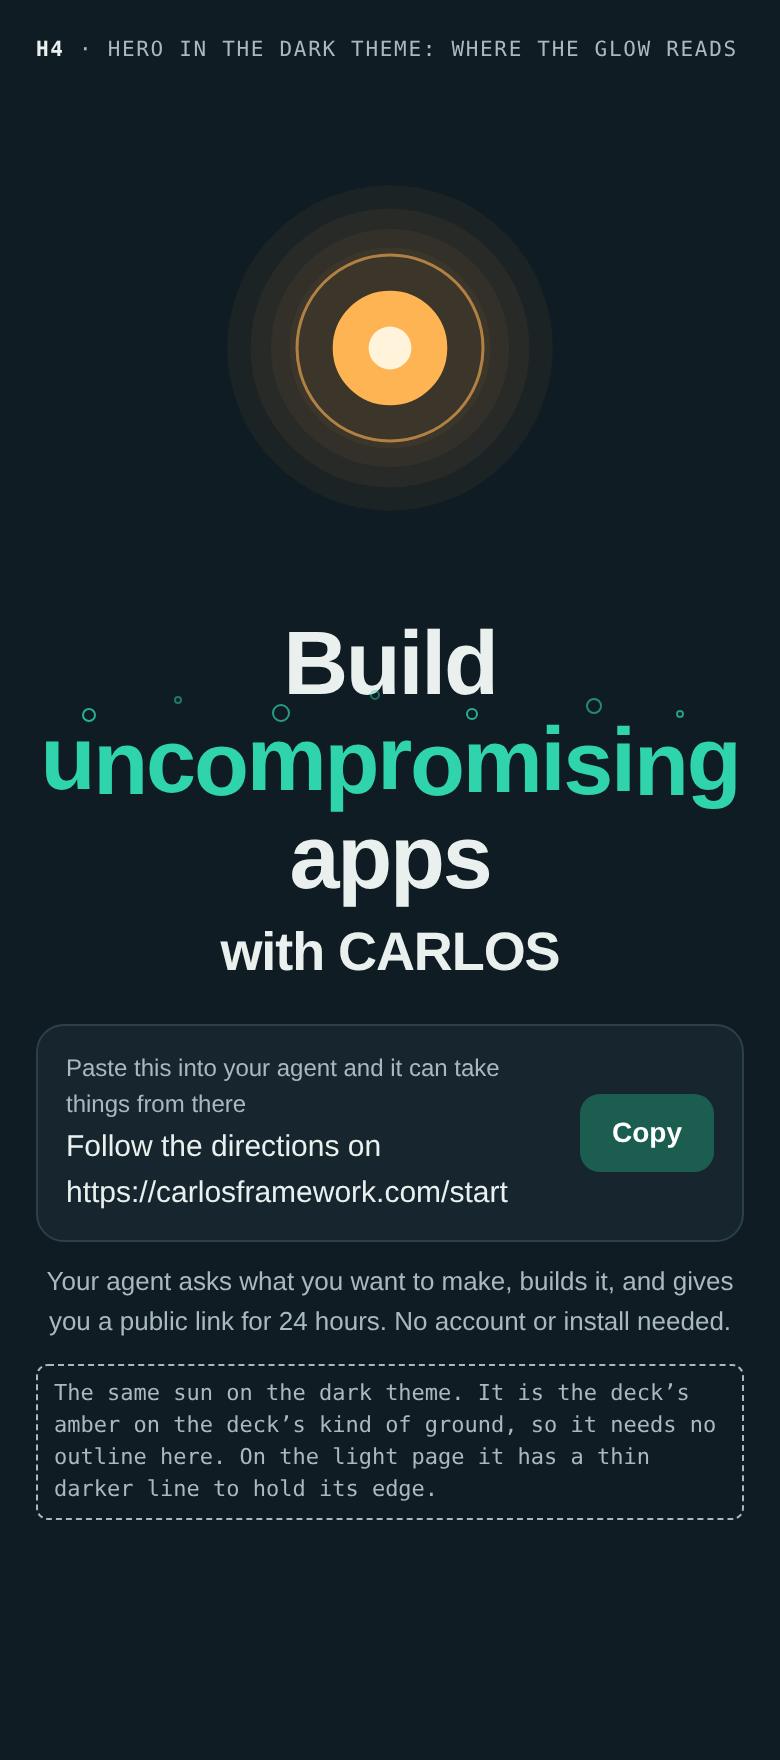 H4 · HERO IN THE DARK THEME: WHERE THE GLOW READS
Build
uncompromising
apps
with CARLOS
Paste this into your agent and it can take
things from there
Follow the directions on
https://carlosframework.com/start
Copy
Your agent asks what you want to make, builds it, and gives
you a public link for 24 hours. No account or install needed.
The same sun on the dark theme. It is the deck’s
amber on the deck’s kind of ground, so it needs no
outline here. On the light page it has a thin
darker line to hold its edge.